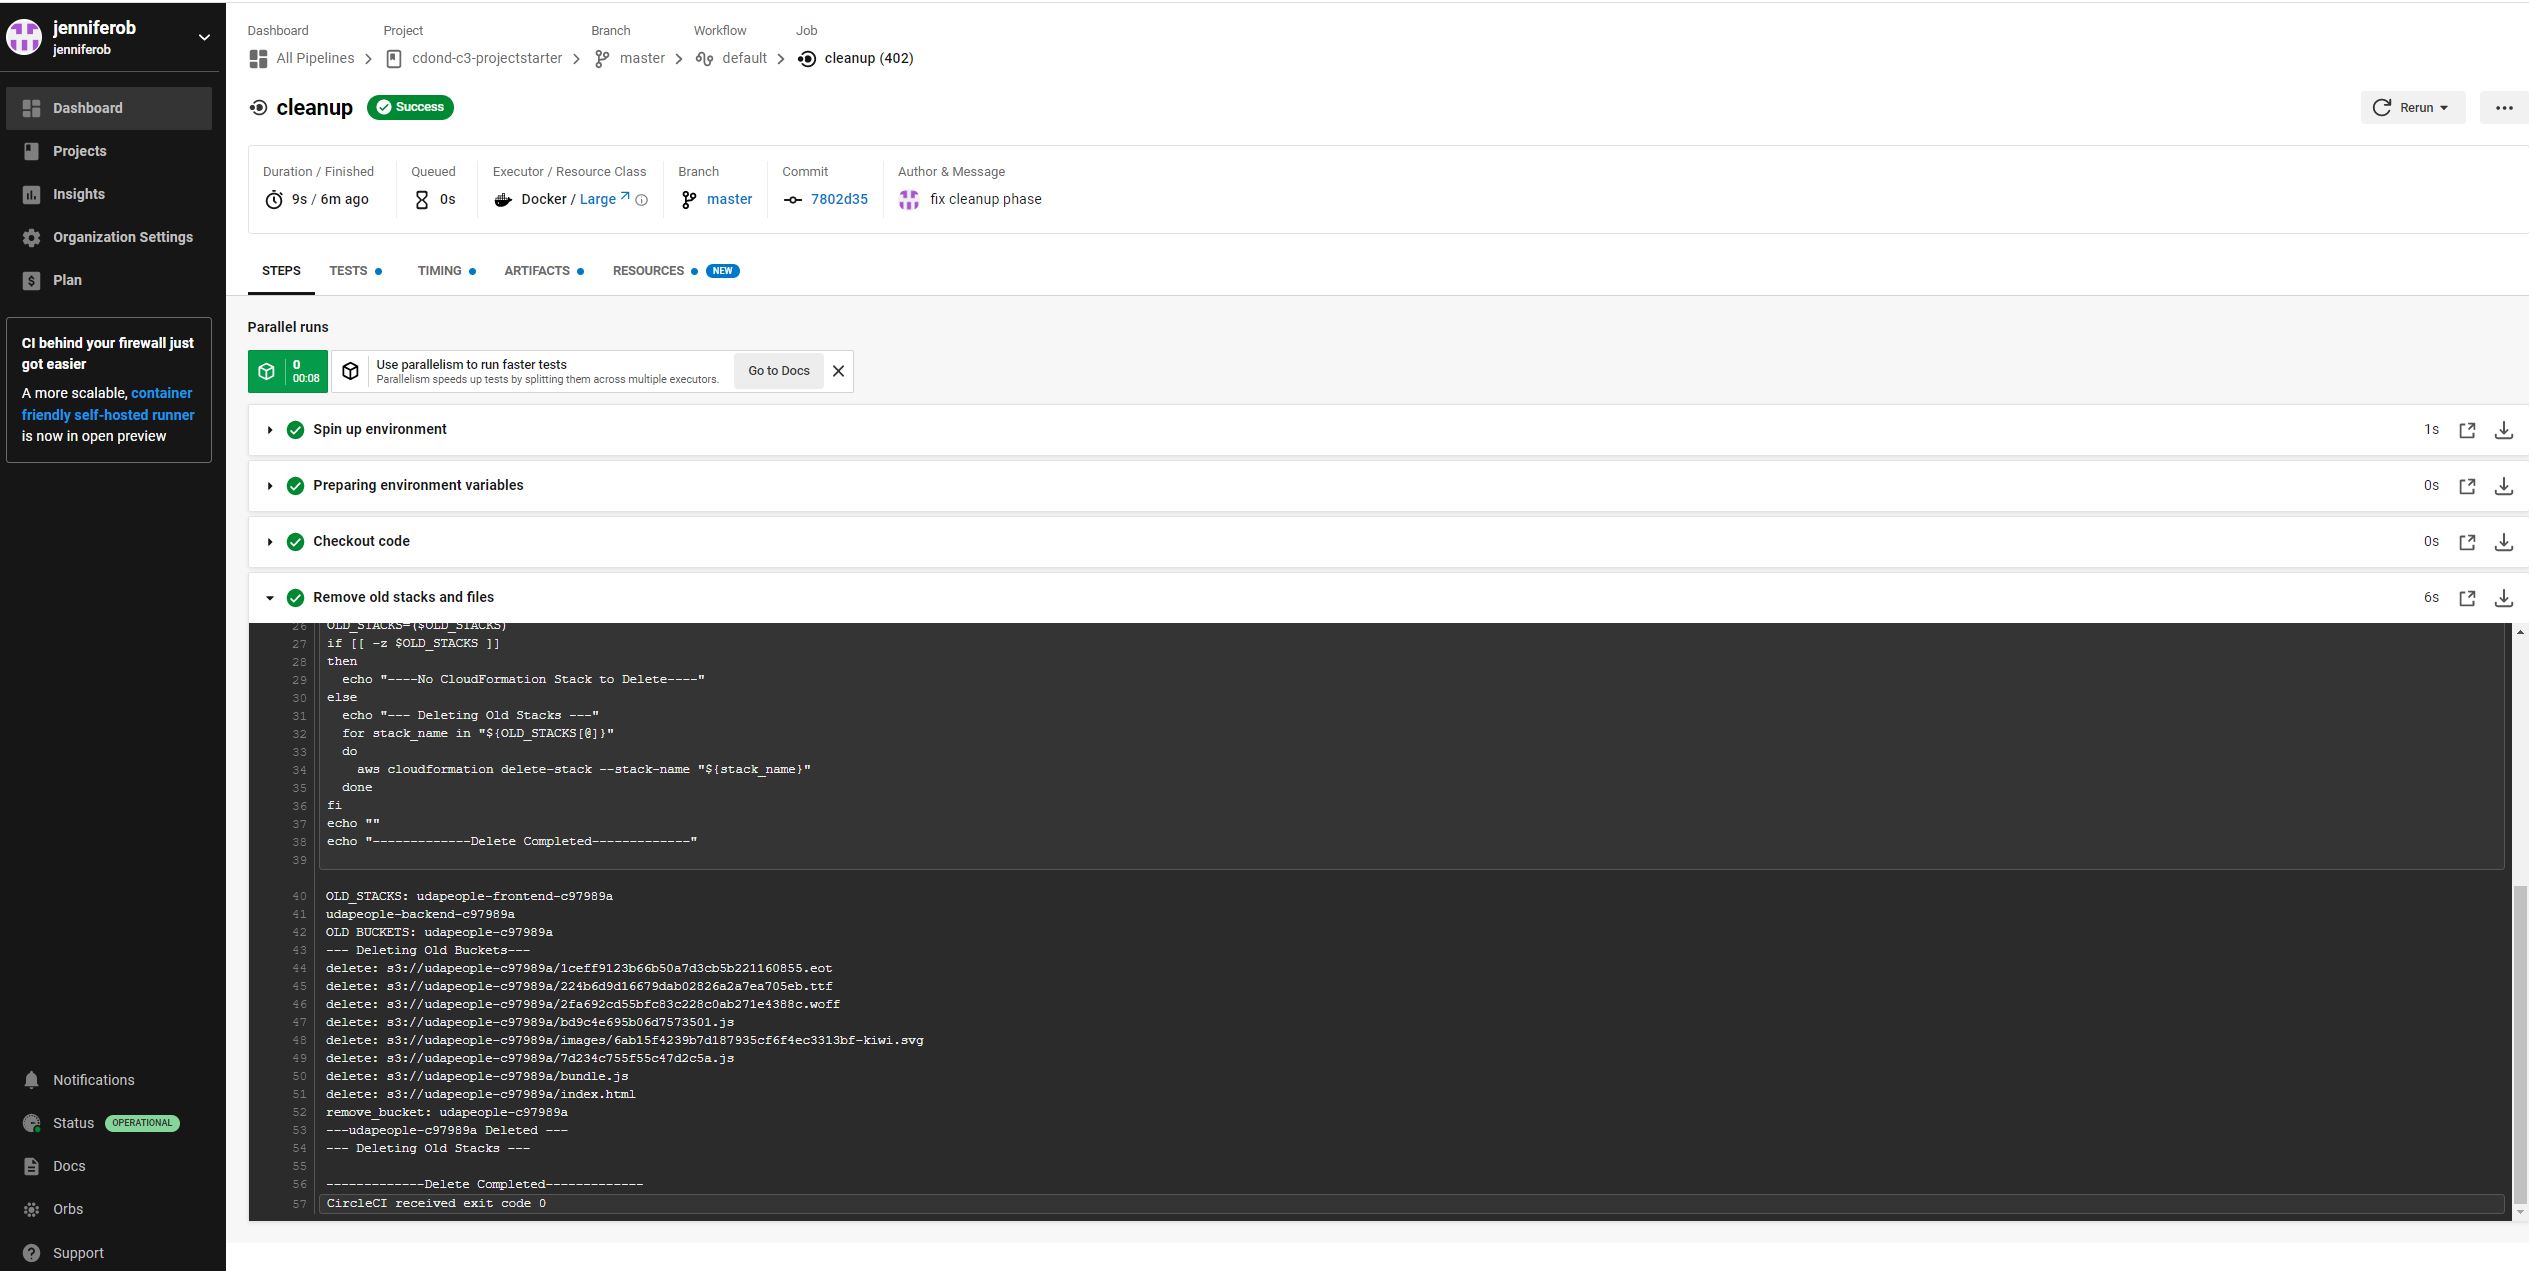 jenniferob
jenniferob
Dashboard
Projects
Insights
Organization Settings
Plan
CI behind your firewall just
got easier
A more scalable, container
friendly self-hosted runner
is now in open preview
Notifications
Status OPERATIONAL
Docs
Orbs
Support
Dashboard Project Branch Workflow Job
All Pipelines cdond-c3-projectstarter master default cleanup (402)
cleanup Success
Rerun
Duration / Finished Queued Executor / Resource Class Branch Commit Author & Message
9s / 6m ago 0s Docker / Large master 7802d35 fix cleanup phase
STEPS TESTS TIMING ARTIFACTS RESOURCES NEW
Parallel runs
0
00:08
Use parallelism to run faster tests
Parallelism speeds up tests by splitting them across multiple executors.
Go to Docs
Spin up environment 1s
Preparing environment variables 0s
Checkout code 0s
Remove old stacks and files 6s
26 OLD_STACKS=($OLD_STACKS)
27 if [[ -z $OLD_STACKS ]]
28 then
29 echo "----No CloudFormation Stack to Delete----"
30 else
31 echo "--- Deleting Old Stacks ---"
32 for stack_name in "${OLD_STACKS[@]}"
33 do
34 aws cloudformation delete-stack --stack-name "${stack_name}"
35 done
36 fi
37 echo ""
38 echo "-------------Delete Completed-------------"
39
40 OLD_STACKS: udapeople-frontend-c97989a
41 udapeople-backend-c97989a
42 OLD BUCKETS: udapeople-c97989a
43 --- Deleting Old Buckets---
44 delete: s3://udapeople-c97989a/1ceff9123b66b50a7d3cb5b221160855.eot
45 delete: s3://udapeople-c97989a/224b6d9d16679dab02826a2a7ea705eb.ttf
46 delete: s3://udapeople-c97989a/2fa692cd55bfc83c228c0ab271e4388c.woff
47 delete: s3://udapeople-c97989a/bd9c4e695b06d7573501.js
48 delete: s3://udapeople-c97989a/images/6ab15f4239b7d187935cf6f4ec3313bf-kiwi.svg
49 delete: s3://udapeople-c97989a/7d234c755f55c47d2c5a.js
50 delete: s3://udapeople-c97989a/bundle.js
51 delete: s3://udapeople-c97989a/index.html
52 remove_bucket: udapeople-c97989a
53 ---udapeople-c97989a Deleted ---
54 --- Deleting Old Stacks ---
55
56 -------------Delete Completed-------------
57 CircleCI received exit code 0